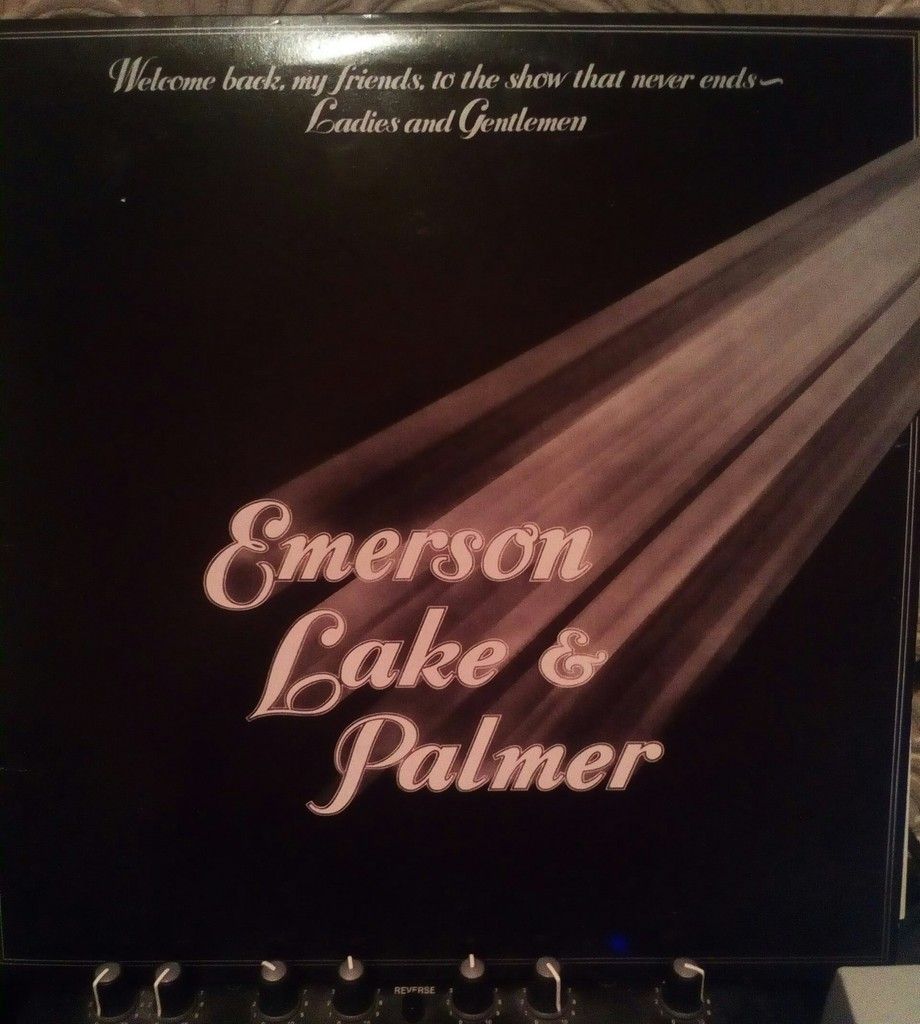 Welcome back, my friends, to the show that never ends~
Ladies and Gentlemen
Emerson
Lake &
Palmer
REVERSE